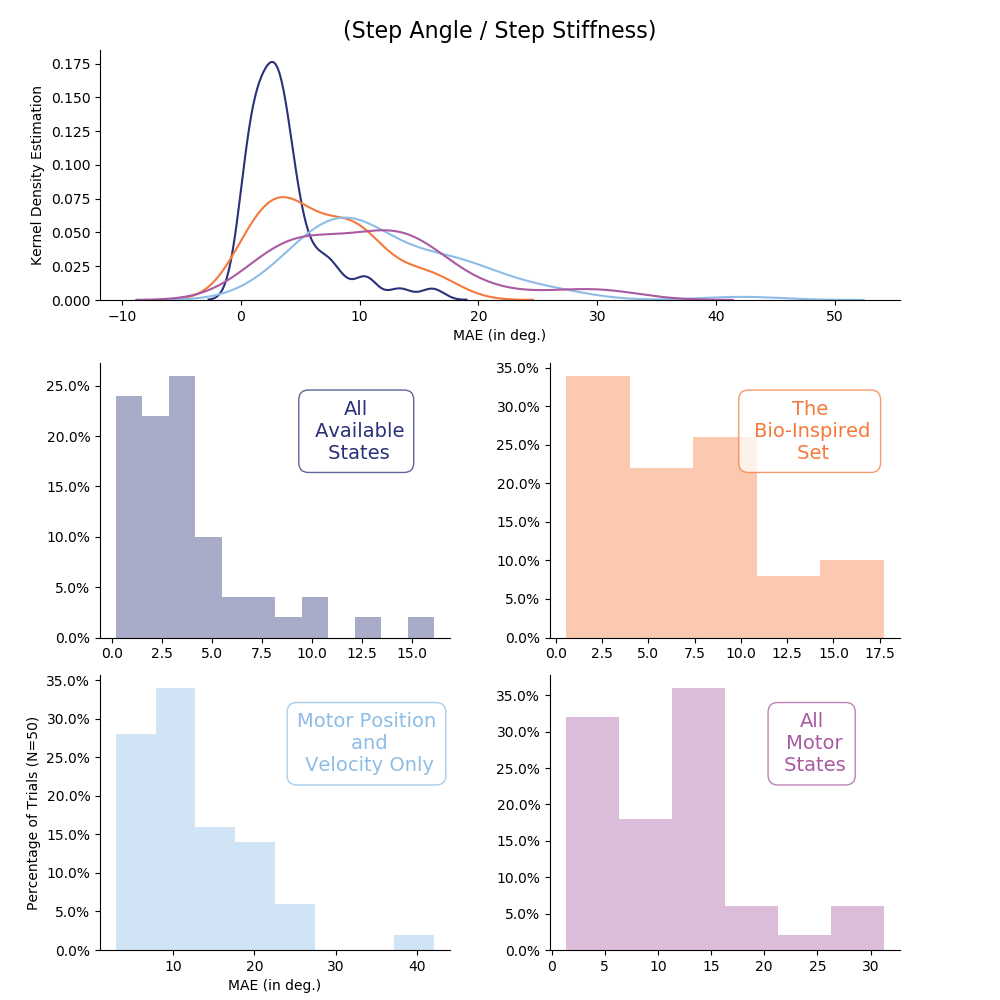 (Step Angle / Step Stiffness)
Kernel Density Estimation
0.175
0.150
0.125
0.100
0.075
0.050
0.025
0.000
−10 0 10 20 30 40 50
MAE (in deg.)
25.0%
20.0%
15.0%
10.0%
5.0%
0.0%
0.0 2.5 5.0 7.5 10.0 12.5 15.0
All
Available
States
35.0%
30.0%
25.0%
20.0%
15.0%
10.0%
5.0%
0.0%
0.0 2.5 5.0 7.5 10.0 12.5 15.0 17.5
The
Bio-Inspired
Set
Percentage of Trials (N=50)
35.0%
30.0%
25.0%
20.0%
15.0%
10.0%
5.0%
0.0%
10 20 30 40
MAE (in deg.)
Motor Position
and
Velocity Only
35.0%
30.0%
25.0%
20.0%
15.0%
10.0%
5.0%
0.0%
0 5 10 15 20 25 30
All
Motor
States